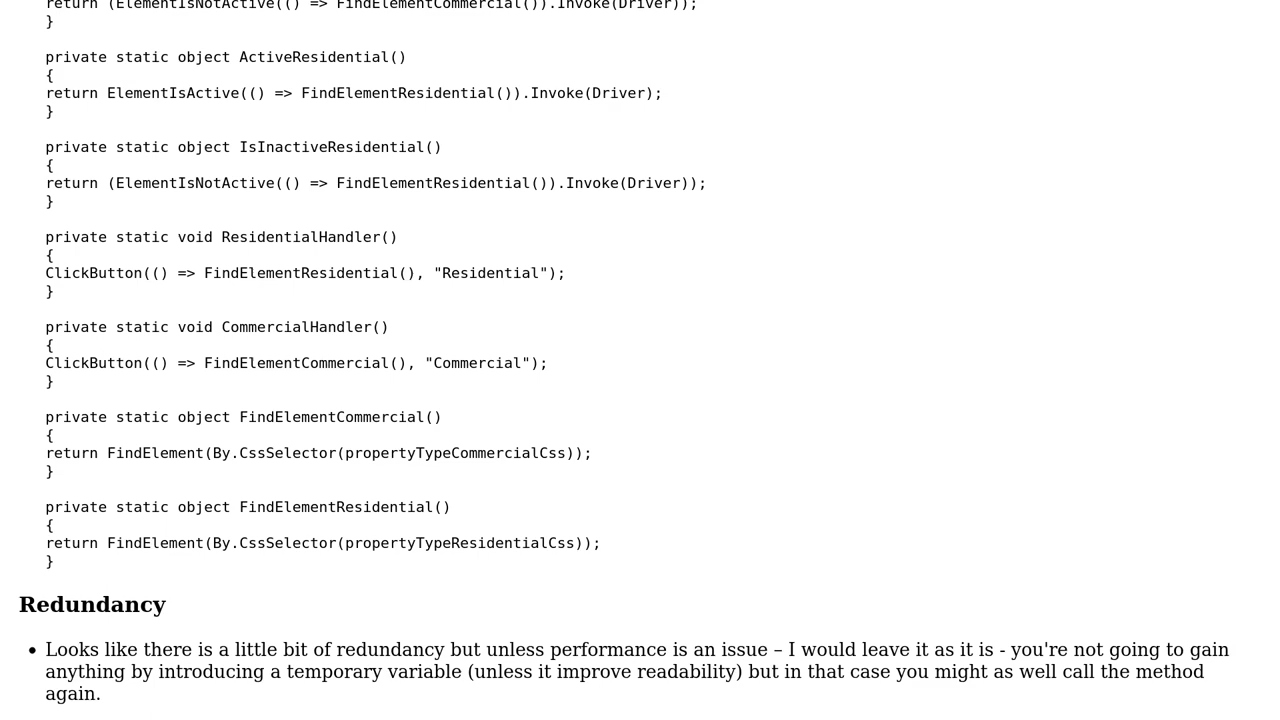 return (ElementIsNotActive(() => FindElementCommercial()).Invoke(Driver));
}
private static object ActiveResidential()
{
return ElementIsActive(() => FindElementResidential()).Invoke(Driver);
}
private static object IsInactiveResidential()
{
return (ElementIsNotActive(() => FindElementResidential()).Invoke(Driver));
}
private static void ResidentialHandler()
{
ClickButton(() => FindElementResidential(), "Residential");
}
private static void CommercialHandler()
{
ClickButton(() => FindElementCommercial(), "Commercial");
}
private static object FindElementCommercial()
{
return FindElement(By.CssSelector(propertyTypeCommercialCss));
}
private static object FindElementResidential()
{
return FindElement(By.CssSelector(propertyTypeResidentialCss));
}
Redundancy
• Looks like there is a little bit of redundancy but unless performance is an issue – I would leave it as it is - you're not going to gain
anything by introducing a temporary variable (unless it improve readability) but in that case you might as well call the method
again.